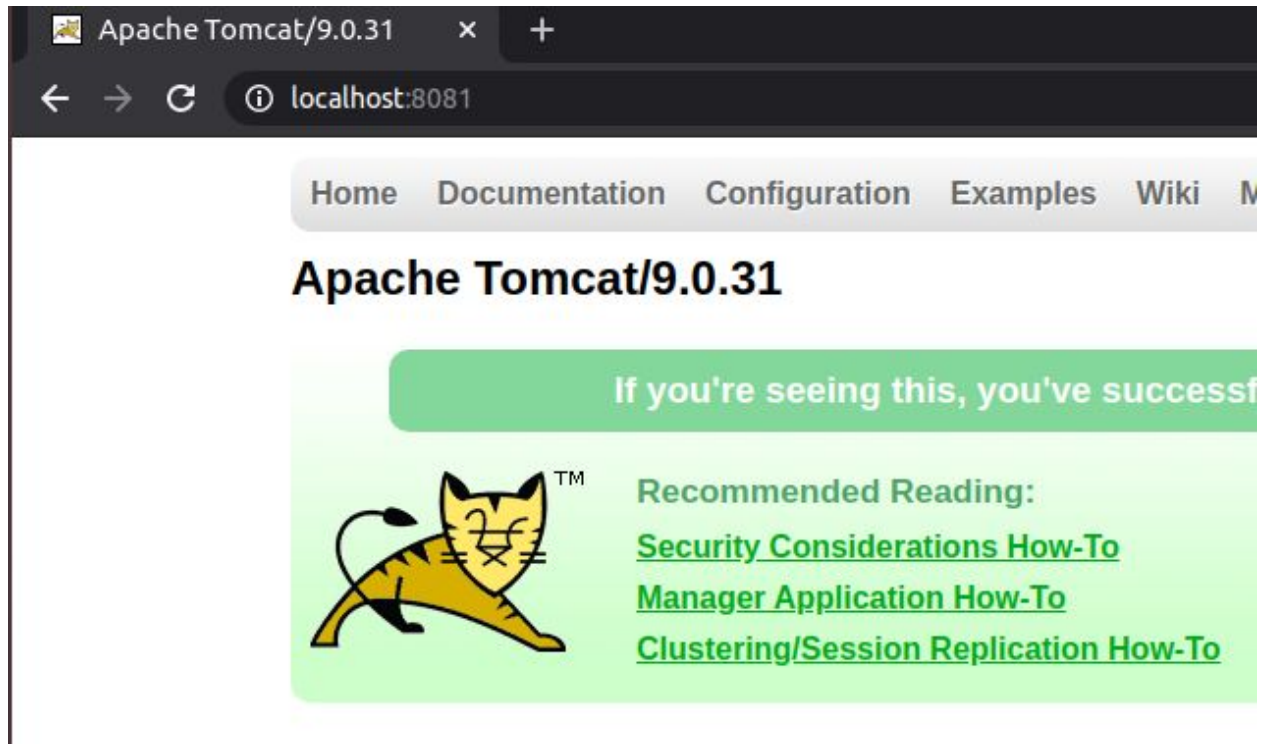 Apache Tomcat/9.0.31
localhost:8081
Home Documentation Configuration Examples Wiki
Apache Tomcat/9.0.31
If you're seeing this, you've
TM
Recommended Reading:
Security Considerations How-To
Manager Application How-To
Clustering/Session Replication How-To